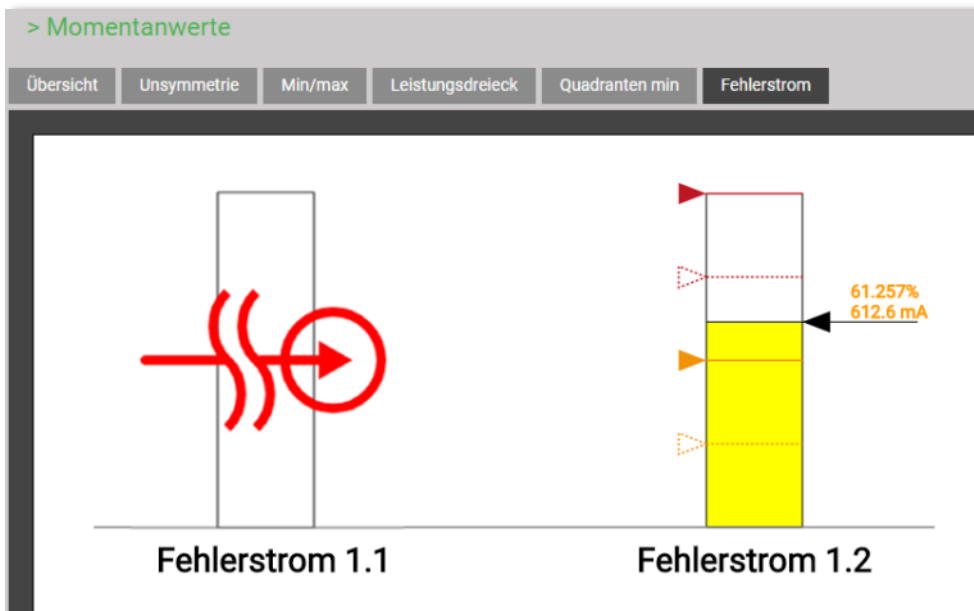 > Momentanwerte
Übersicht Unsymmetrie Min/max Leistungsdreieck Quadranten min Fehlerstrom
61.257%
612.6 mA
Fehlerstrom 1.1 Fehlerstrom 1.2